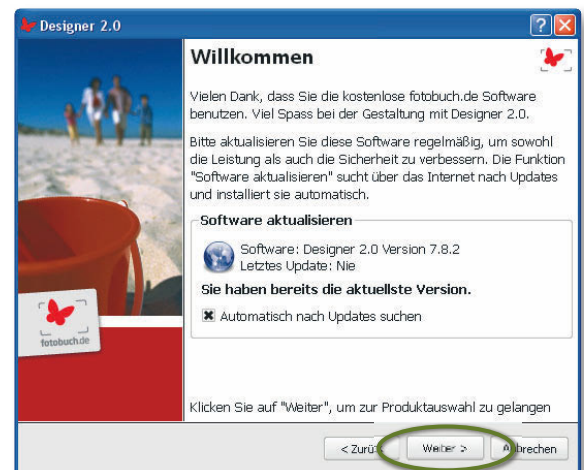 Designer 2.0
Willkommen
Vielen Dank, dass Sie die kostenlose fotobuch.de Software
benutzen. Viel Spass bei der Gestaltung mit Designer 2.0.
Bitte aktualisieren Sie diese Software regelmäßig, um sowohl
die Leistung als auch die Sicherheit zu verbessern. Die Funktion
"Software aktualisieren" sucht über das Internet nach Updates
und installiert sie automatisch.
Software aktualisieren
Software: Designer 2.0 Version 7.8.2
Letztes Update: Nie
Sie haben bereits die aktuellste Version.
Automatisch nach Updates suchen
fotobuch.de
Klicken Sie auf "Weiter", um zur Produktauswahl zu gelangen
< Zurück
Weiter >
Abbrechen